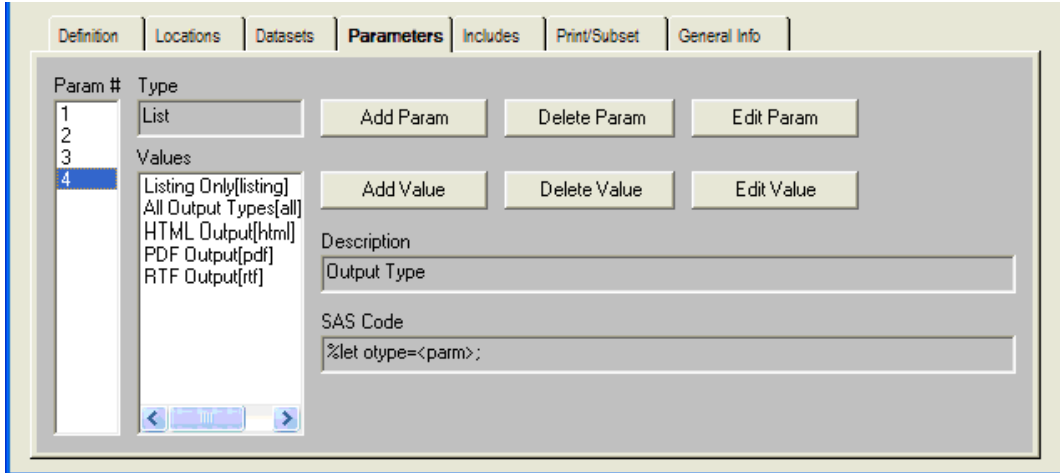 Definition Locations Datasets Parameters Includes Print/Subset General Info
Param # Type
1
2
3
4
List
Add Param Delete Param Edit Param
Values
Listing Only[listing]
All Output Types[all]
HTML Output[html]
PDF Output[pdf]
RTF Output[rtf]
Add Value Delete Value Edit Value
Description
Output Type
SAS Code
%let otype=<parm>;